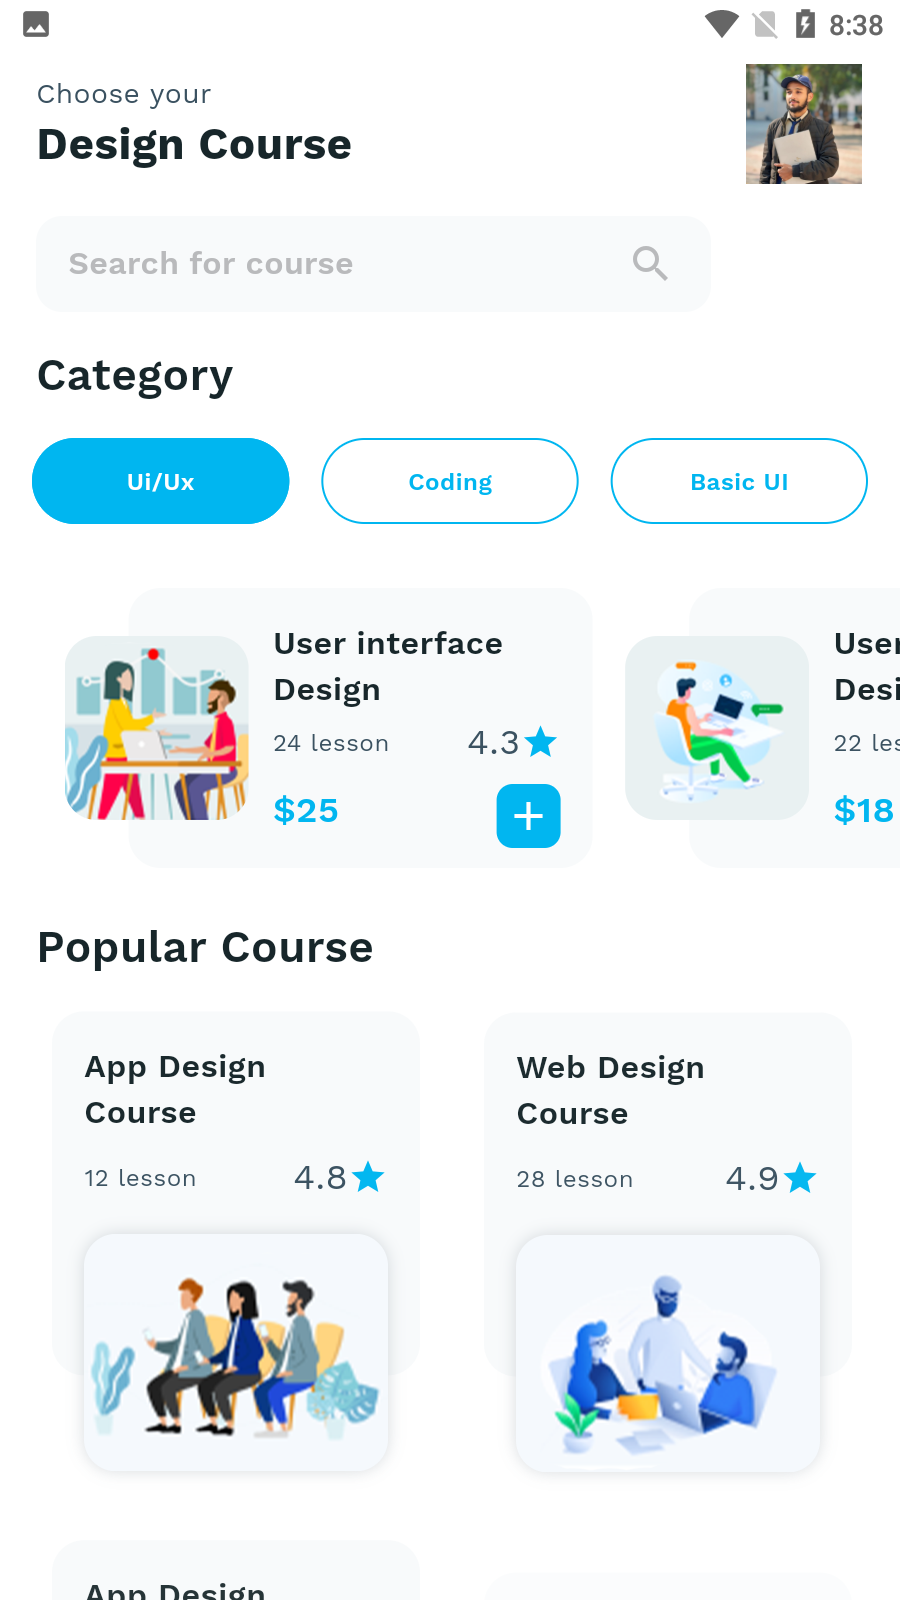 8:38
Choose your
Design Course
Search for course
Category
Ui/Ux
Coding
Basic UI
User interface
Design
24 lesson
4.3
$25
22 les
$18
Popular Course
App Design
Course
12 lesson
4.8
Web Design
Course
28 lesson
4.9
App Design